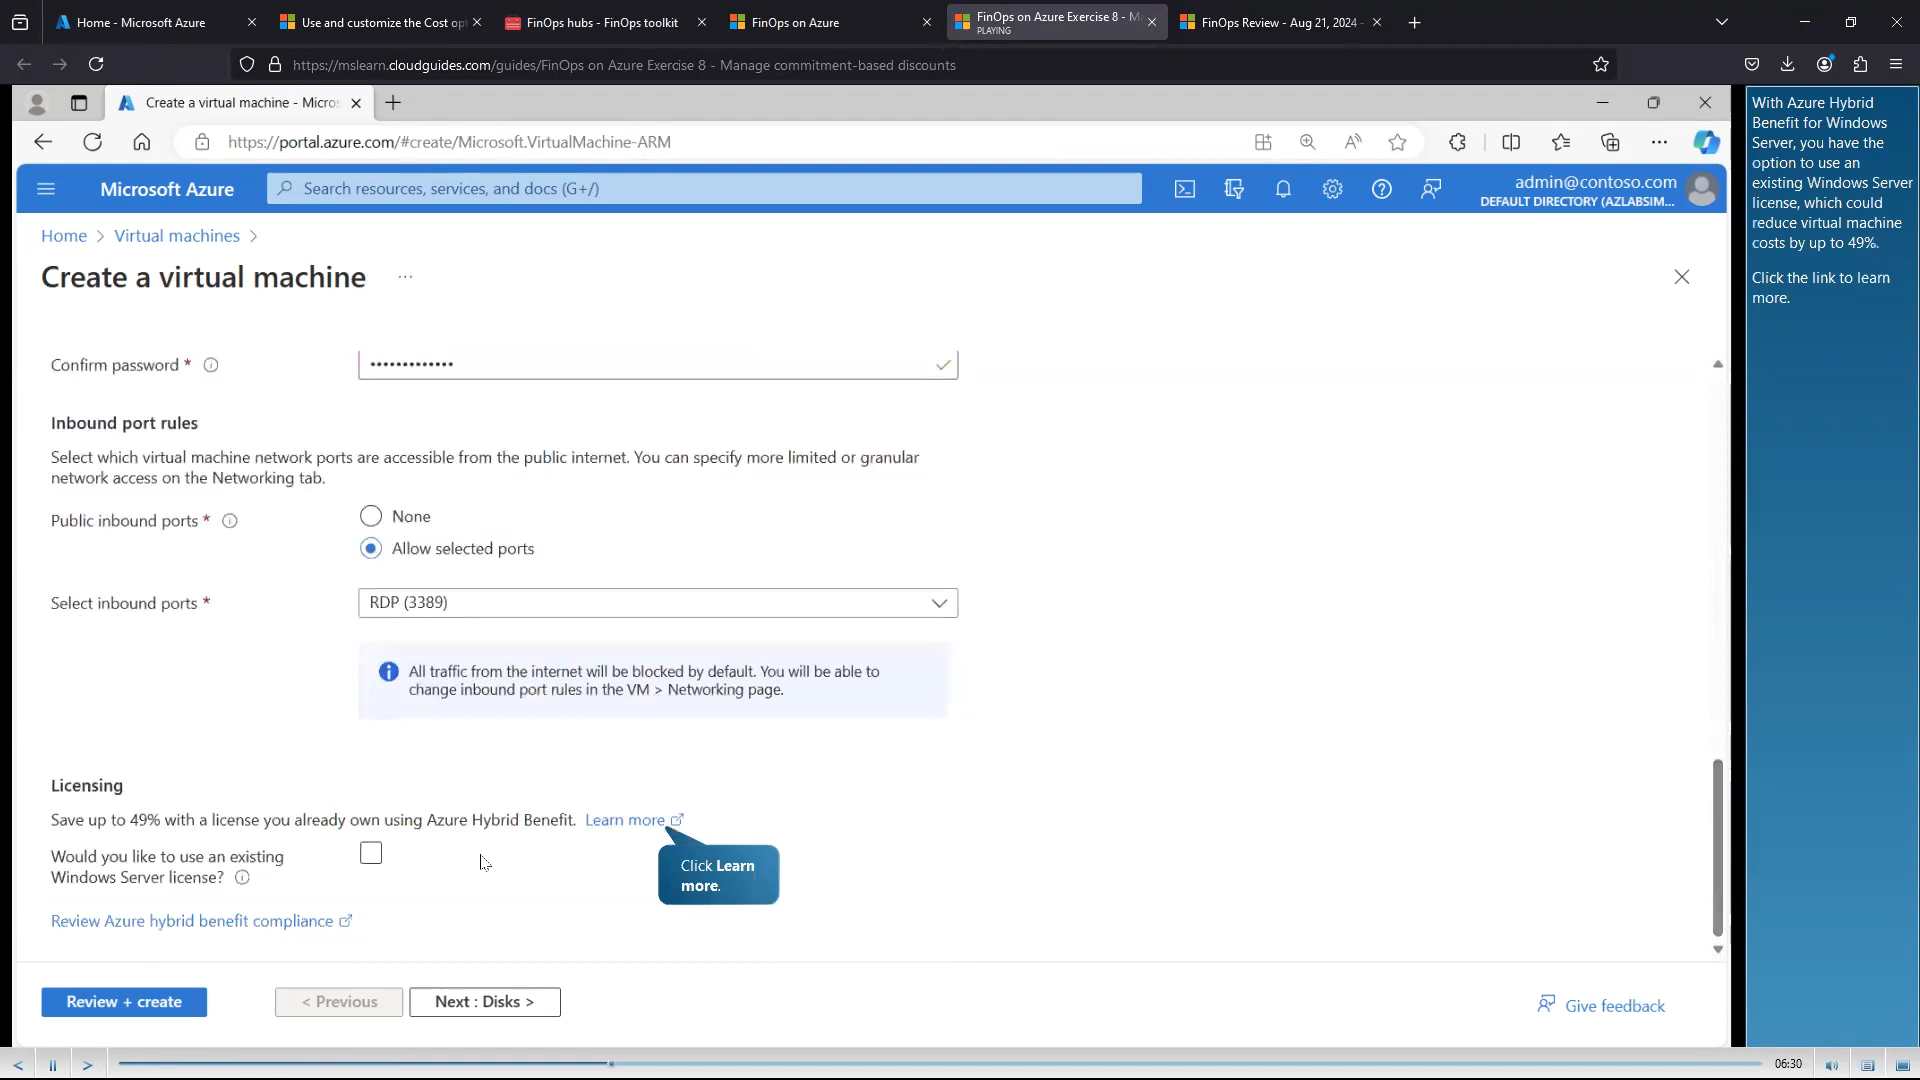 Home - Microsoft Azure
Use and customize the Cost op
FinOps hubs - FinOps toolkit
FinOps on Azure
FinOps on Azure Exercise 8 - M
PLAYING
FinOps Review - Aug 21, 2024 -
https://mslearn.cloudguides.com/guides/FinOps on Azure Exercise 8 - Manage commitment-based discounts
Create a virtual machine - Micros
https://portal.azure.com/#create/Microsoft.VirtualMachine-ARM
Microsoft Azure
Search resources, services, and docs (G+/)
admin@contoso.com
DEFAULT DIRECTORY (AZLABSIM...
Home > Virtual machines >
Create a virtual machine ...
Confirm password *
•••••••••••••
Inbound port rules
Select which virtual machine network ports are accessible from the public internet. You can specify more limited or granular
network access on the Networking tab.
Public inbound ports *
None
Allow selected ports
Select inbound ports *
RDP (3389)
All traffic from the internet will be blocked by default. You will be able to
change inbound port rules in the VM > Networking page.
Licensing
Save up to 49% with a license you already own using Azure Hybrid Benefit. Learn more
Would you like to use an existing
Windows Server license?
Click Learn
more.
Review Azure hybrid benefit compliance
Review + create
< Previous
Next : Disks >
Give feedback
With Azure Hybrid
Benefit for Windows
Server, you have the
option to use an
existing Windows Server
license, which could
reduce virtual machine
costs by up to 49%.
Click the link to learn
more.
06:30